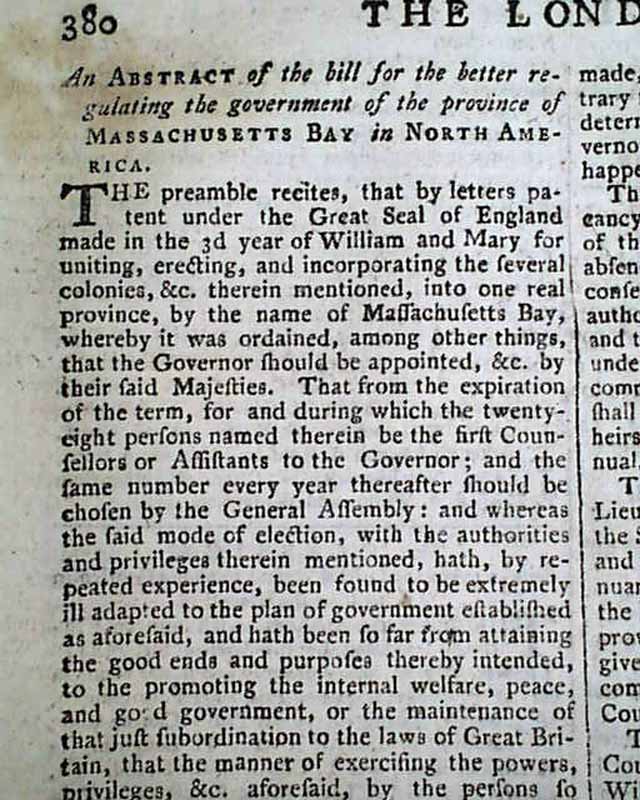 380
THE LOND
An ABSTRACT of the bill for the better re-
gulating the government of the province of
MASSACHUSETTS BAY in NORTH AME-
RICA.
THE preamble recites, that by letters pa-
tent under the Great Seal of England
made in the 3d year of William and Mary for
uniting, erecting, and incorporating the ſeveral
colonies, &c. therein mentioned, into one real
province, by the name of Maſſachuſetts Bay,
whereby it was ordained, among other things,
that the Governor ſhould be appointed, &c. by
their ſaid Majeſties. That from the expiration
of the term, for and during which the twenty-
eight perſons named therein be the firſt Coun-
ſellors or Aſſiſtants to the Governor; and the
ſame number every year thereafter ſhould be
choſen by the General Aſſembly: and whereas
the ſaid mode of election, with the authorities
and privileges therein mentioned, hath, by re-
peated experience, been found to be extremely
ill adapted to the plan of government eſtabliſhed
as aforeſaid, and hath been ſo far from attaining
the good ends and purpoſes thereby intended,
to the promoting the internal welfare, peace,
and good government, or the maintenance of
that juſt ſubordination to the laws of Great Bri-
tain, that the manner of exerciſing the powers,
privileges, &c. aforeſaid, by the perſons ſo
made,
trary
deter
verno
happe
Th
cancy
of th
abſen
conſe
autho
and t
unde
com
ſhall
heirs
nual
T
Lieu
the S
and
nuan
the
prov
give
com
Cou
T
Cou
Wi